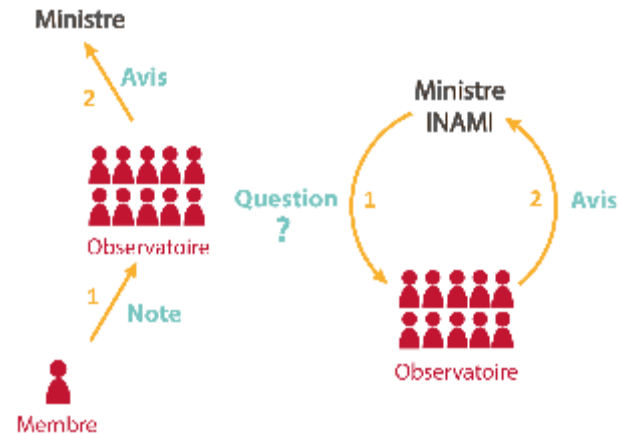 Ministre
Avis
2
Observatoire
1
Note
Membre
Ministre
INAMI
Question
?
1
2
Avis
Observatoire